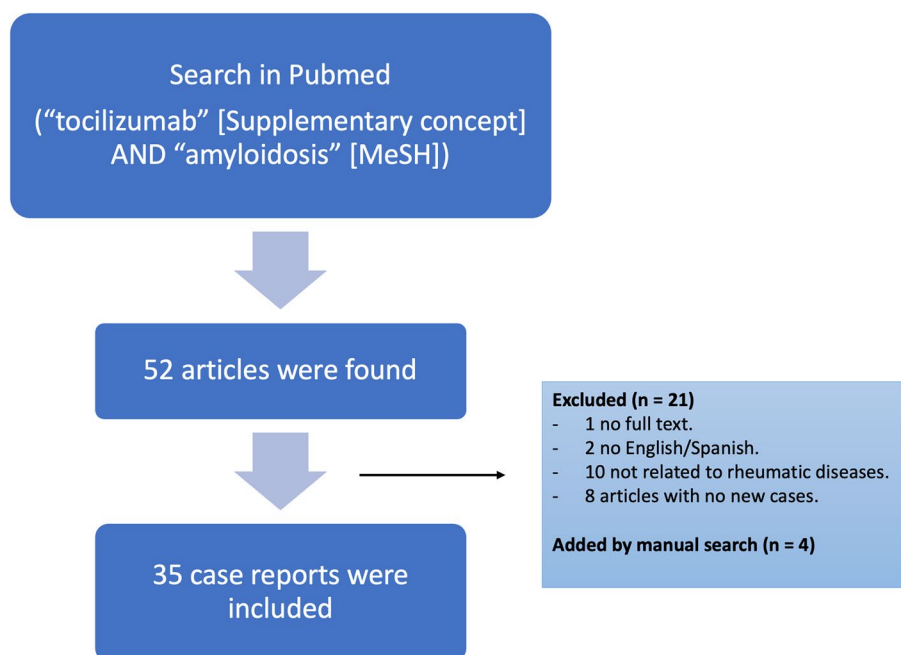 Search in Pubmed
(“tocilizumab” [Supplementary concept]
AND “amyloidosis” [MeSH])
52 articles were found
Excluded (n = 21)
- 1 no full text.
- 2 no English/Spanish.
- 10 not related to rheumatic diseases.
- 8 articles with no new cases.
Added by manual search (n = 4)
35 case reports were
included